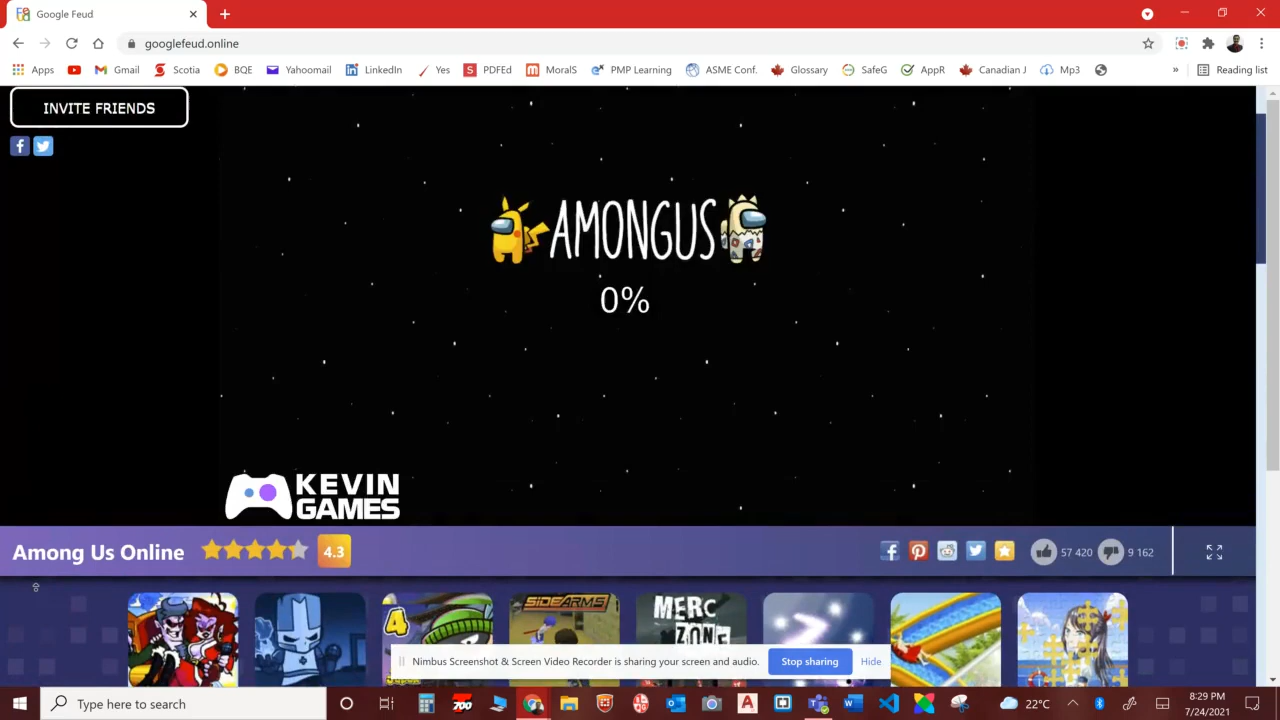 Google Feud
googlefeud.online
Apps Gmail Scotia BQE Yahoomail LinkedIn Yes PDFEd MoralS PMP Learning ASME Conf. Glossary SafeG AppR Canadian J Mp3 » Reading list
INVITE FRIENDS
AMONGUS
0%
KEVIN
GAMES
Among Us Online 4.3 57 420 9 162
4 SIDEARMS MERC
ZONE
Nimbus Screenshot & Screen Video Recorder is sharing your screen and audio. Stop sharing Hide
Type here to search 22°C
8:29 PM
7/24/2021